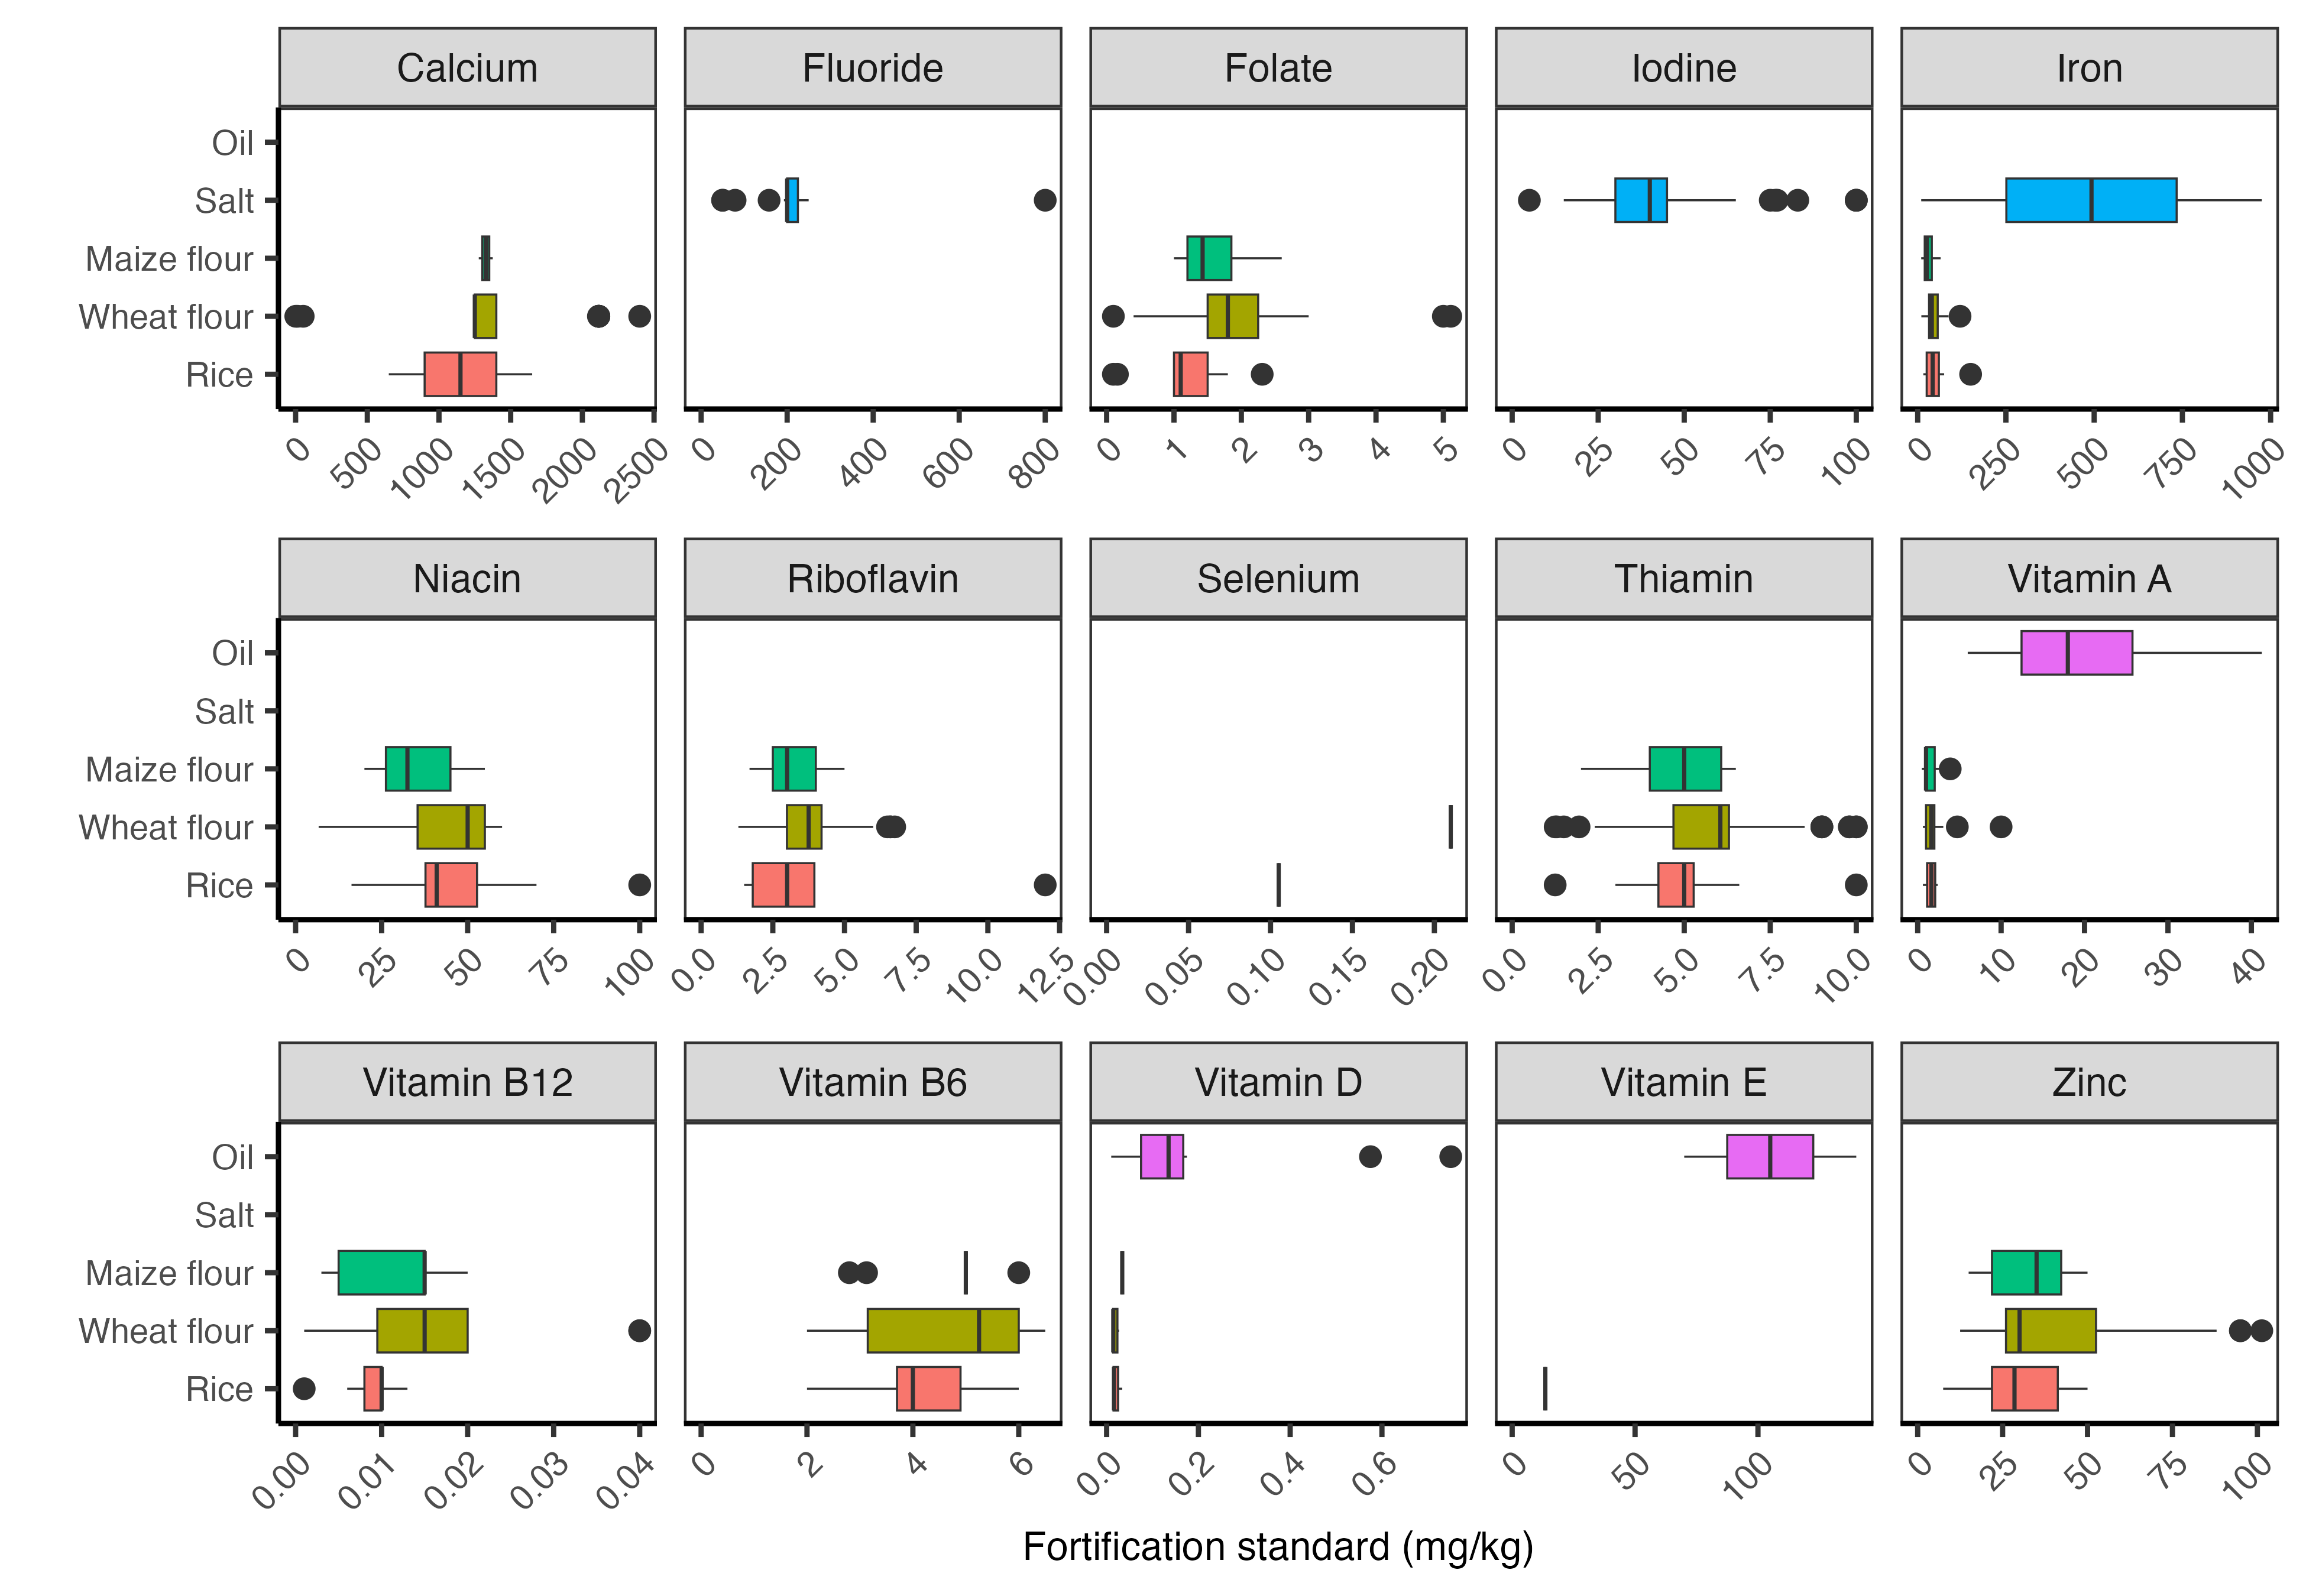 Calcium Fluoride Folate Iodine Iron
Oil
Salt
Maize flour
Wheat flour
Rice
0 500 1000 1500 2000 2500 0 200 400 600 800 0 1 2 3 4 5 0 25 50 75 100 0 250 500 750 1000
Niacin Riboflavin Selenium Thiamin Vitamin A
Oil
Salt
Maize flour
Wheat flour
Rice
0 25 50 75 100 0.0 2.5 5.0 7.5 10.0 12.5 0.00 0.05 0.10 0.15 0.20 0.0 2.5 5.0 7.5 10.0 0 10 20 30 40
Vitamin B12 Vitamin B6 Vitamin D Vitamin E Zinc
Oil
Salt
Maize flour
Wheat flour
Rice
0.00 0.01 0.02 0.03 0.04 0 2 4 6 0.0 0.2 0.4 0.6 0 50 100 0 25 50 75 100
Fortification standard (mg/kg)